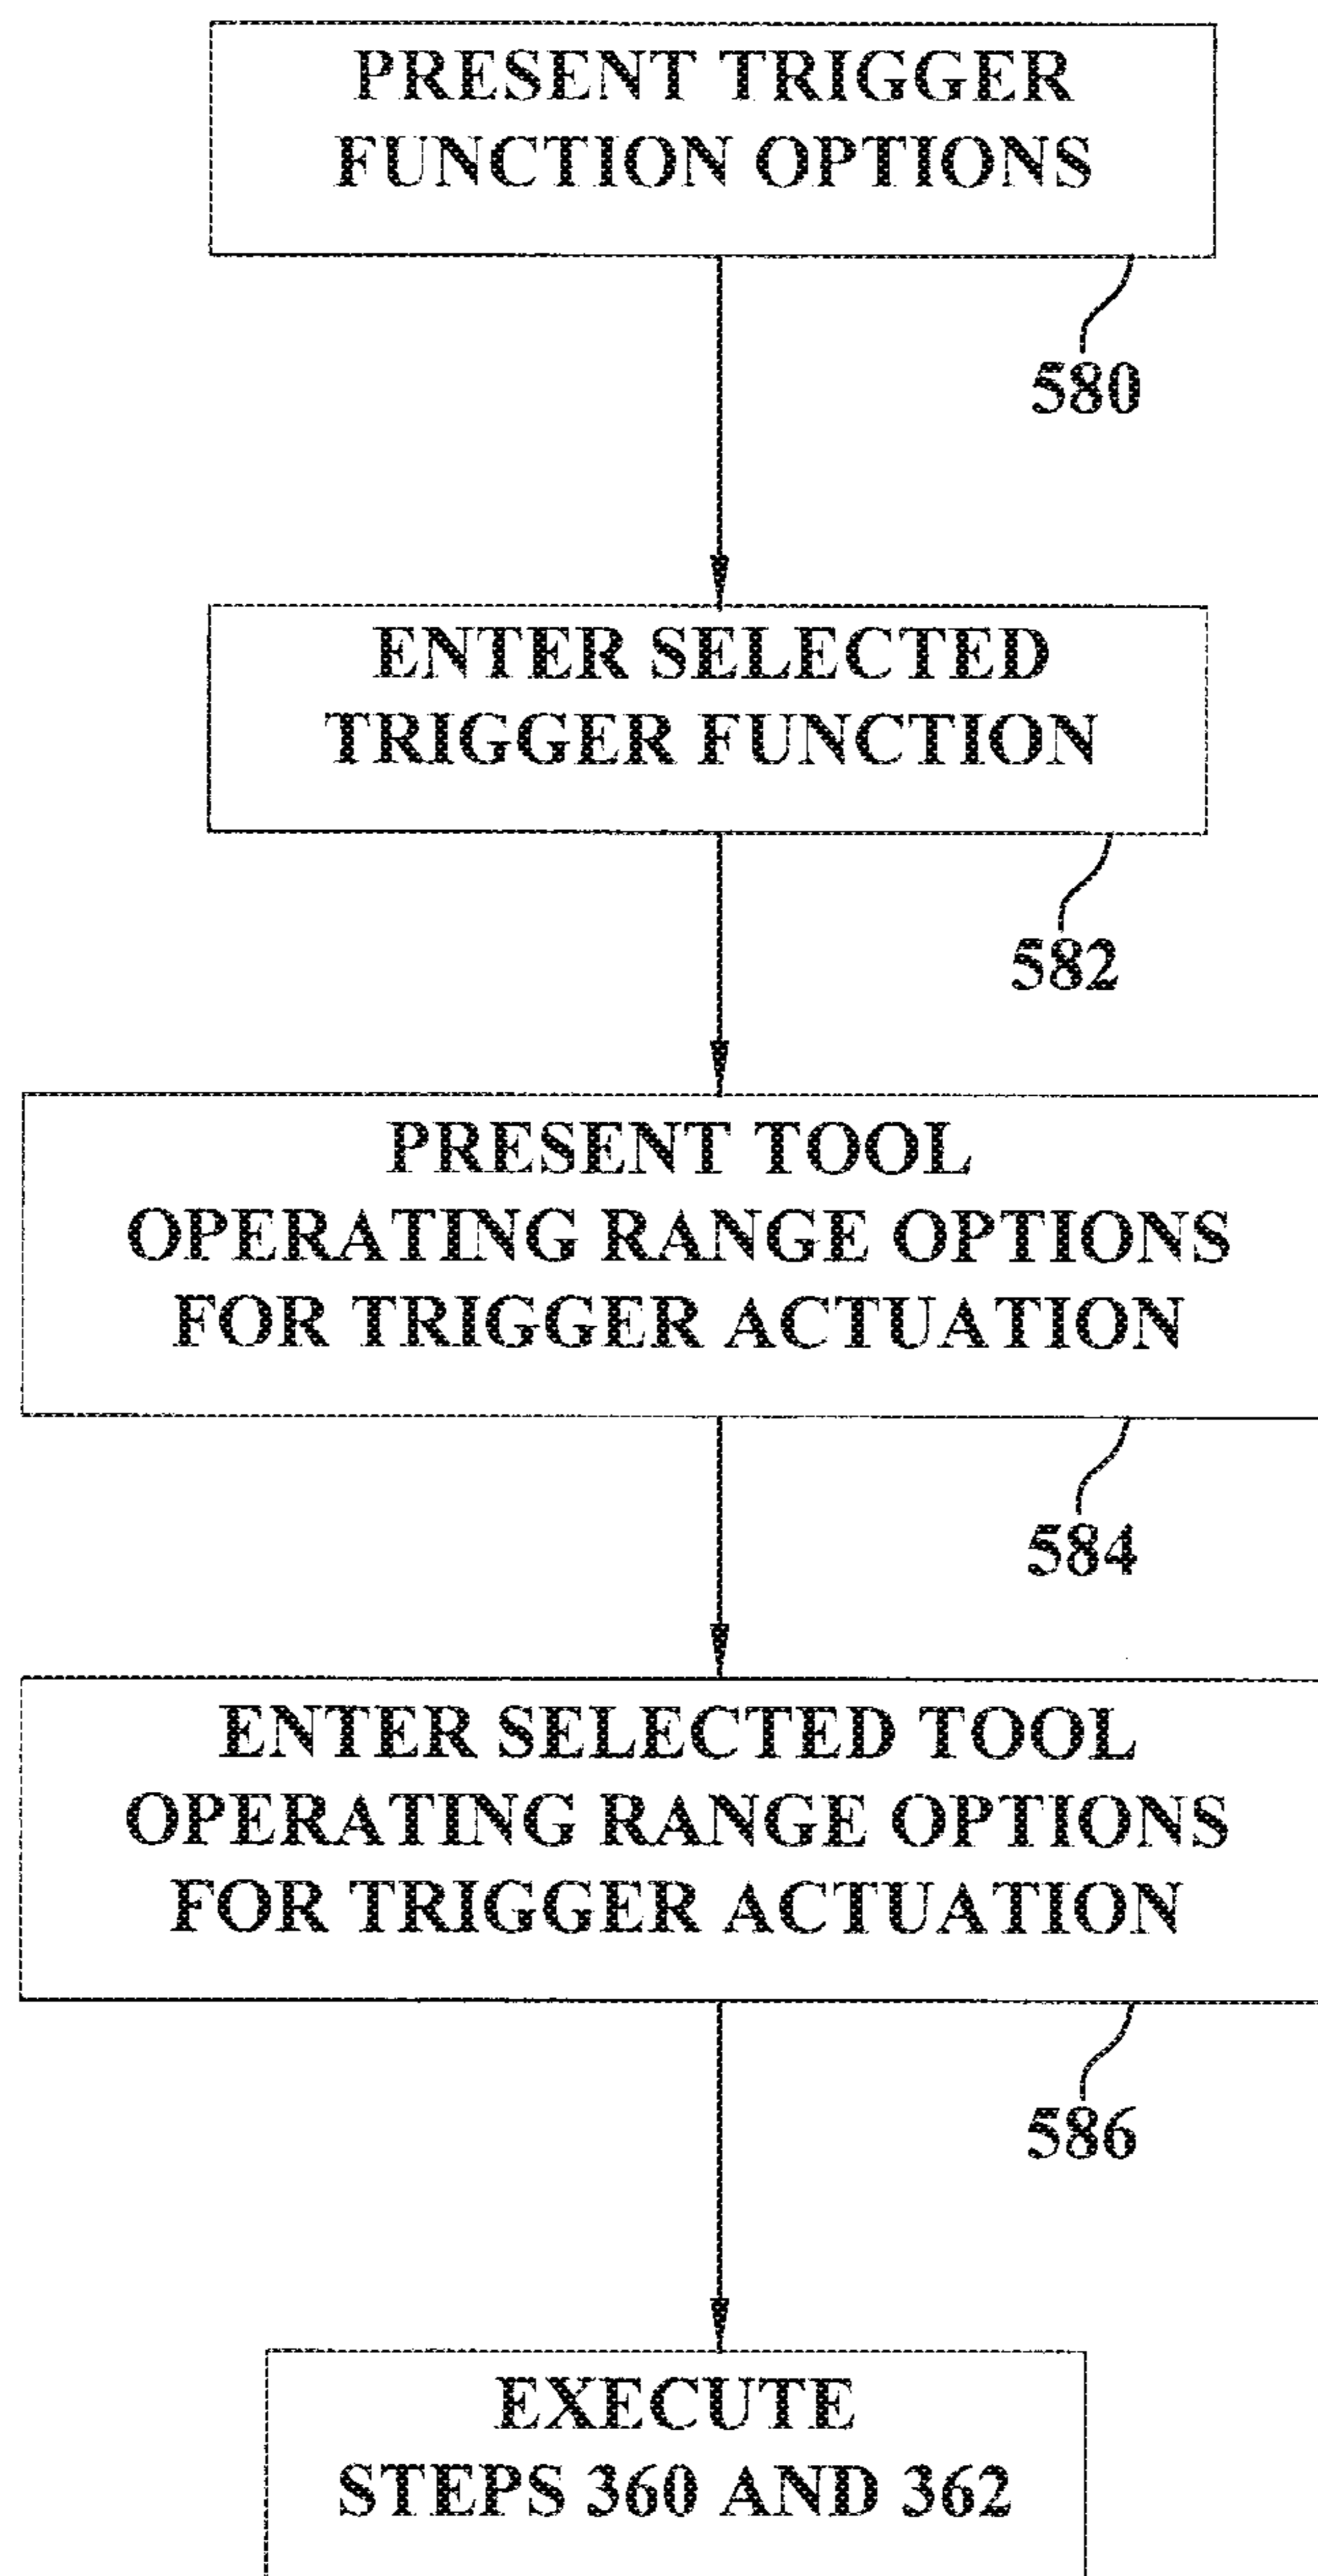 PRESENT TRIGGER
FUNCTION OPTIONS
580
ENTER SELECTED
TRIGGER FUNCTION
582
PRESENT TOOL
OPERATING RANGE OPTIONS
FOR TRIGGER ACTUATION
584
ENTER SELECTED TOOL
OPERATING RANGE OPTIONS
FOR TRIGGER ACTUATION
586
EXECUTE
STEPS 360 AND 362